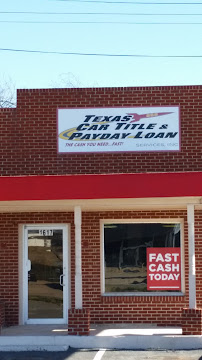 TEXAS
CAR TITLE &
PAYDAY LOAN
THE CASH YOU NEED...FAST!
SERVICES, INC.
FAST
CASH
TODAY